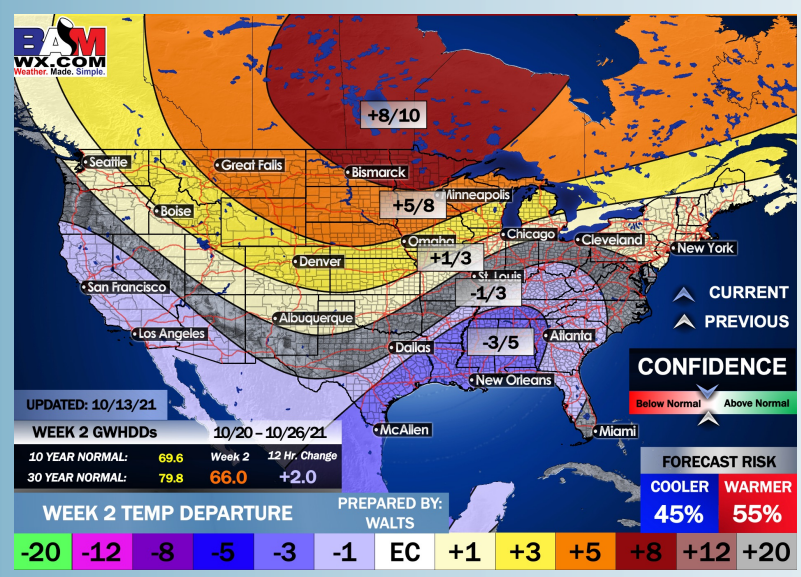 BAM
WX.COM
Weather. Made. Simple.
+8/10
Seattle
Great Falls
Bismarck
Minneapolis
+5/8
Boise
Omaha
Chicago
Cleveland
New York
Denver
+1/3
St. Louis
San Francisco
-1/3
CURRENT
PREVIOUS
Albuquerque
Los Angeles
Dallas
-3/5
Atlanta
New Orleans
McAllen
Miami
CONFIDENCE
Below Normal
Above Normal
UPDATED: 10/13/21
WEEK 2 GWHDDs 10/20 – 10/26/21
10 YEAR NORMAL: 69.6 Week 2 12 Hr. Change
30 YEAR NORMAL: 79.8 66.0 +2.0
FORECAST RISK
COOLER WARMER
45% 55%
WEEK 2 TEMP DEPARTURE
PREPARED BY:
WALTS
-20 -12 -8 -5 -3 -1 EC +1 +3 +5 +8 +12 +20